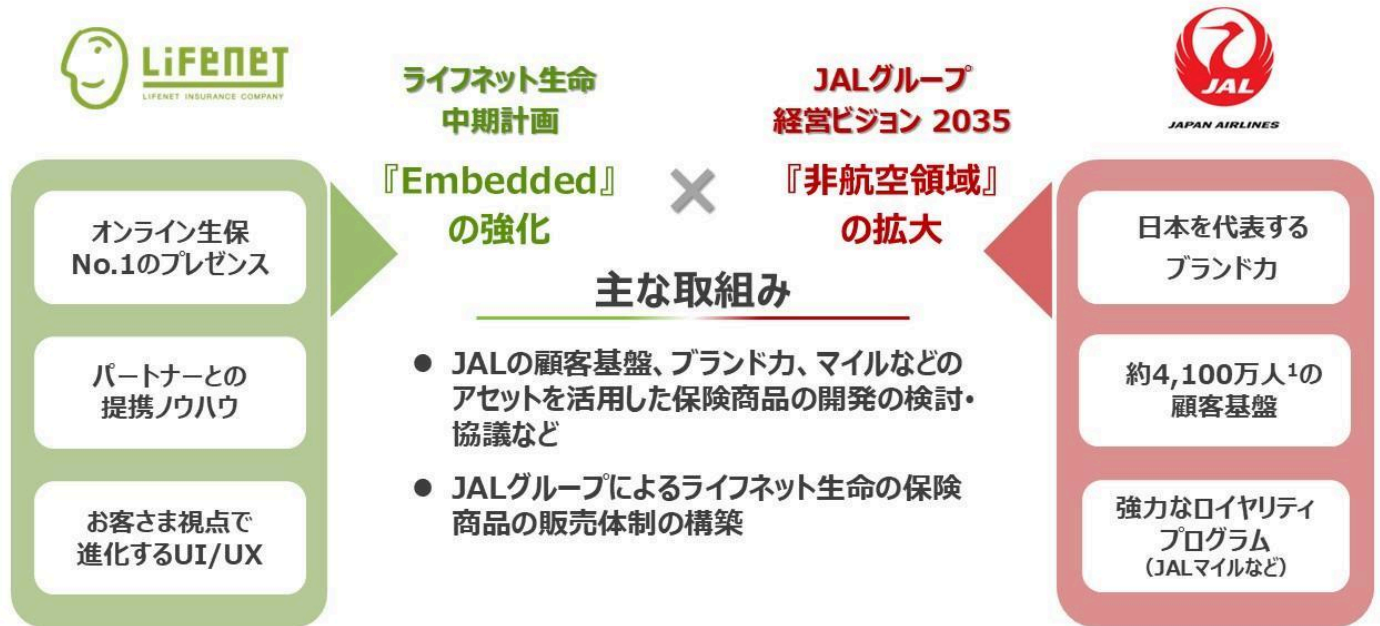 LIFENET
LIFENET INSURANCE COMPANY
ライフネット生命
中期計画
『Embedded』
の強化
×
JALグループ
経営ビジョン 2035
『非航空領域』
の拡大
JAL
JAPAN AIRLINES
オンライン生保
No.1のプレゼンス
パートナーとの
提携ノウハウ
お客さま視点で
進化するUI/UX
主な取組み
● JALの顧客基盤、ブランド力、マイルなどの
アセットを活用した保険商品の開発の検討・
協議など
● JALグループによるライフネット生命の保険
商品の販売体制の構築
日本を代表する
ブランド力
約4,100万人¹の
顧客基盤
強力なロイヤリティ
プログラム
（JALマイルなど）